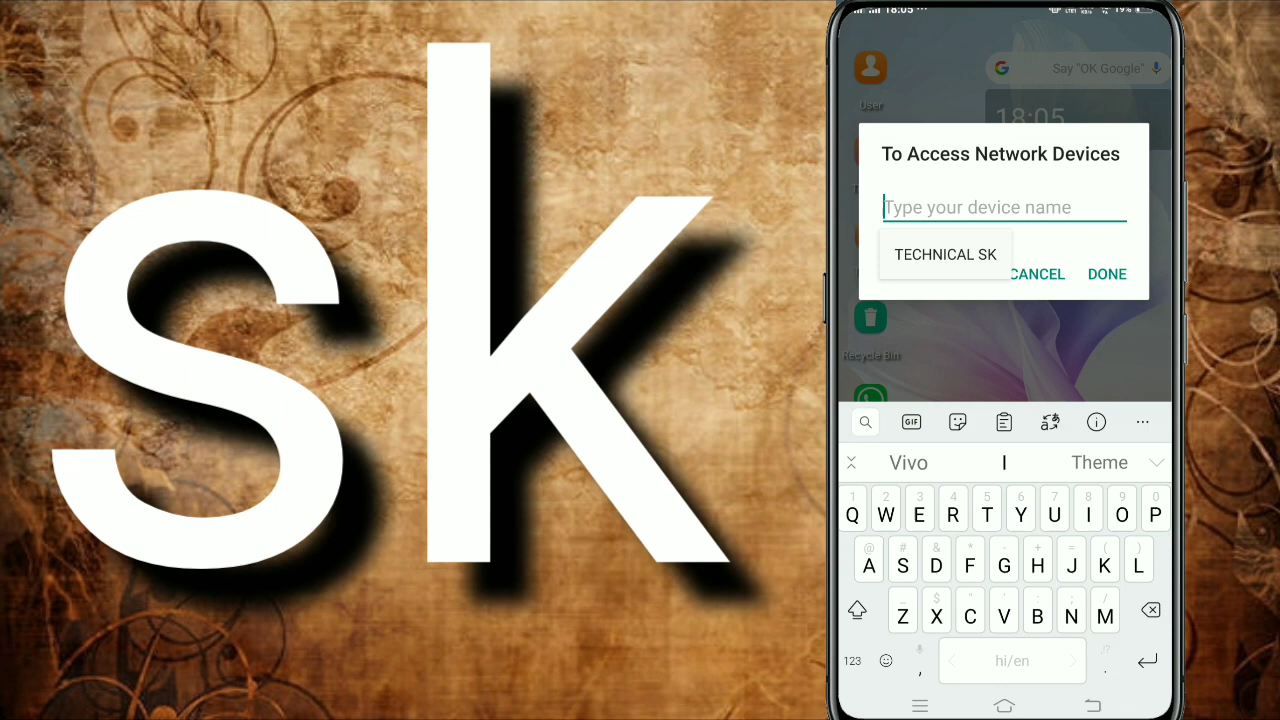 sk
18:05
19%
Say "OK Google"
User
18:05
To Access Network Devices
Type your device name
TECHNICAL SK
CANCEL DONE
Recycle Bin
GIF
Vivo I Theme
1 2 3 4 5 6 7 8 9 0
Q W E R T Y U I O P
@ # & * - + = ( )
A S D F G H J K L
_ $ " ' : ; /
Z X C V B N M
123 , hi/en .